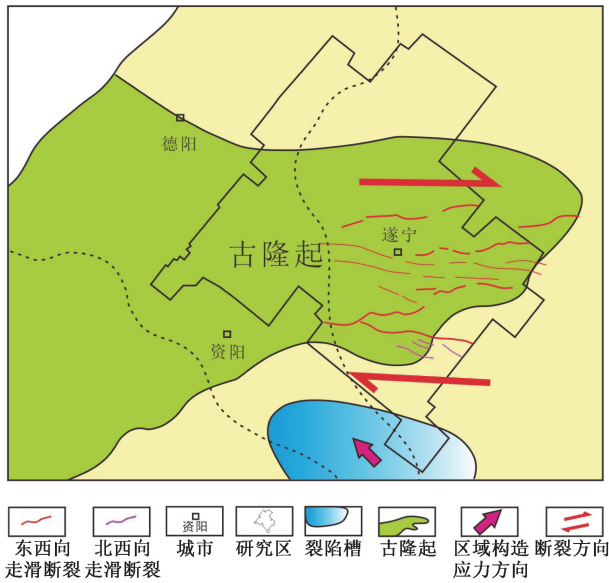 德阳
遂宁
古隆起
资阳
资阳
东西向 北西向 城市 研究区 裂陷槽 古隆起 区域构造 断裂方向
走滑断裂 走滑断裂 应力方向